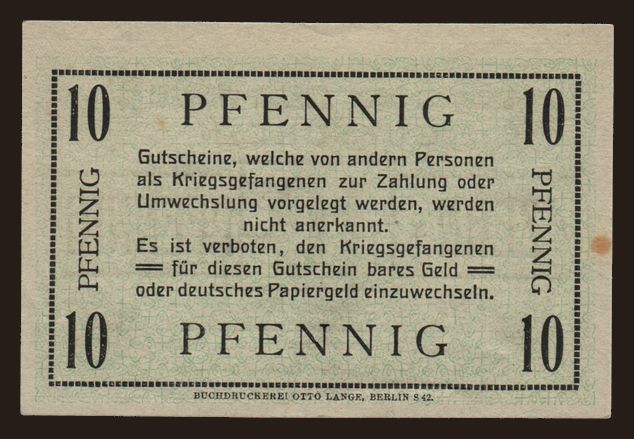 10 PFENNIG 10
Gutscheine, welche von andern Personen
als Kriegsgefangenen zur Zahlung oder
Umwechslung vorgelegt werden, werden
nicht anerkannt.
Es ist verboten, den Kriegsgefangenen
für diesen Gutschein bares Geld
oder deutsches Papiergeld einzuwechseln.
PFENNIG
PFENNIG
10 PFENNIG 10
BUCHDRUCKEREI OTTO LANGE, BERLIN S 42.